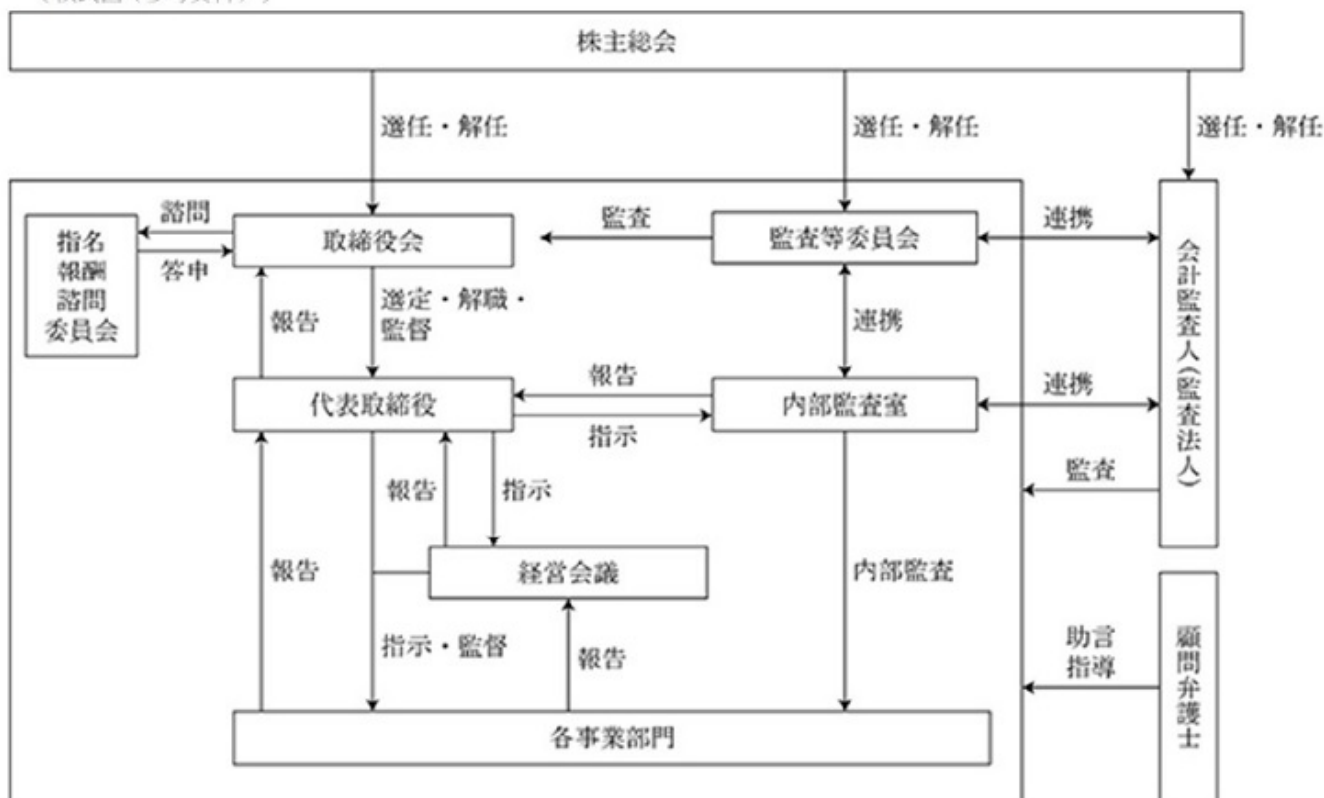 株主総会
選任・解任
選任・解任
選任・解任
諮問
取締役会
監査
監査等委員会
連携
指名
報酬
諮問
委員会
答申
会計監査人(監査法人)
報告
選定・解職・
監督
連携
代表取締役
報告
指示
内部監査室
連携
報告
指示
監査
経営会議
報告
内部監査
指示・監督
報告
助言
指導
顧問弁護士
各事業部門